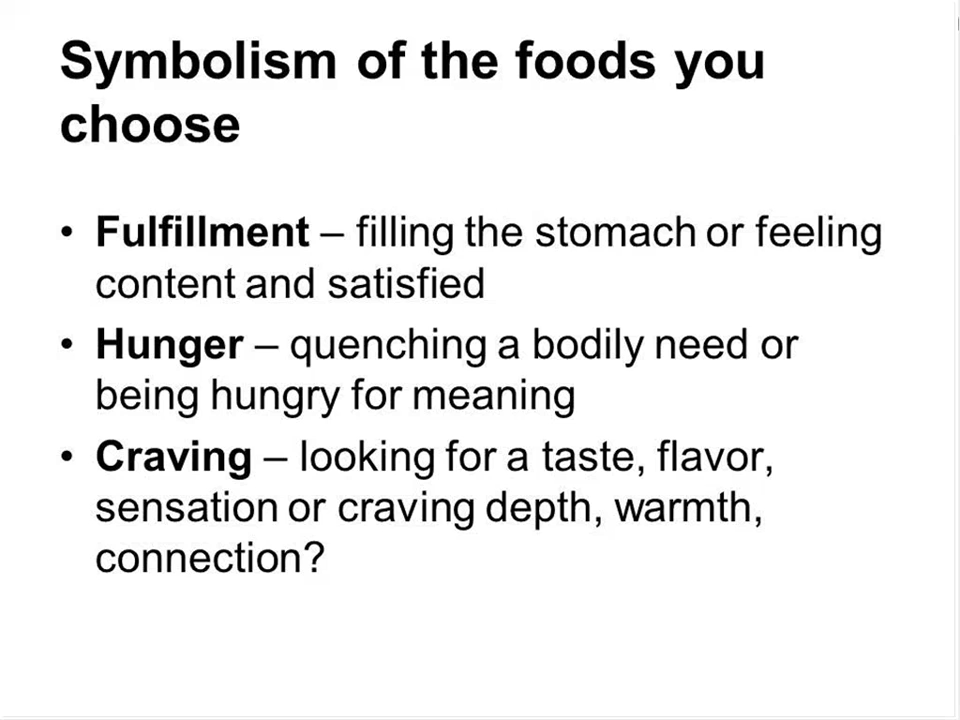 Symbolism of the foods you
choose
• Fulfillment – filling the stomach or feeling
content and satisfied
• Hunger – quenching a bodily need or
being hungry for meaning
• Craving – looking for a taste, flavor,
sensation or craving depth, warmth,
connection?